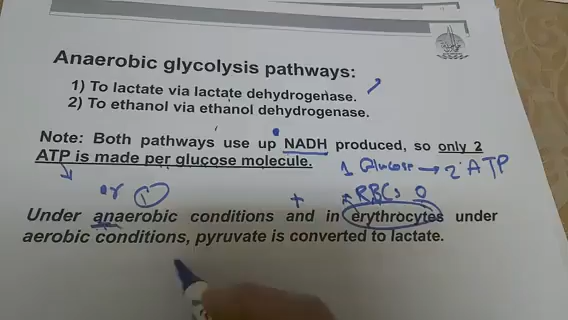 Anaerobic glycolysis pathways:
1) To lactate via lactate dehydrogenase.
2) To ethanol via ethanol dehydrogenase.
Note: Both pathways use up NADH produced, so only 2
ATP is made per glucose molecule.
1 Glucose → 2 ATP
RBCs
Under anaerobic conditions and in erythrocytes under
aerobic conditions, pyruvate is converted to lactate.